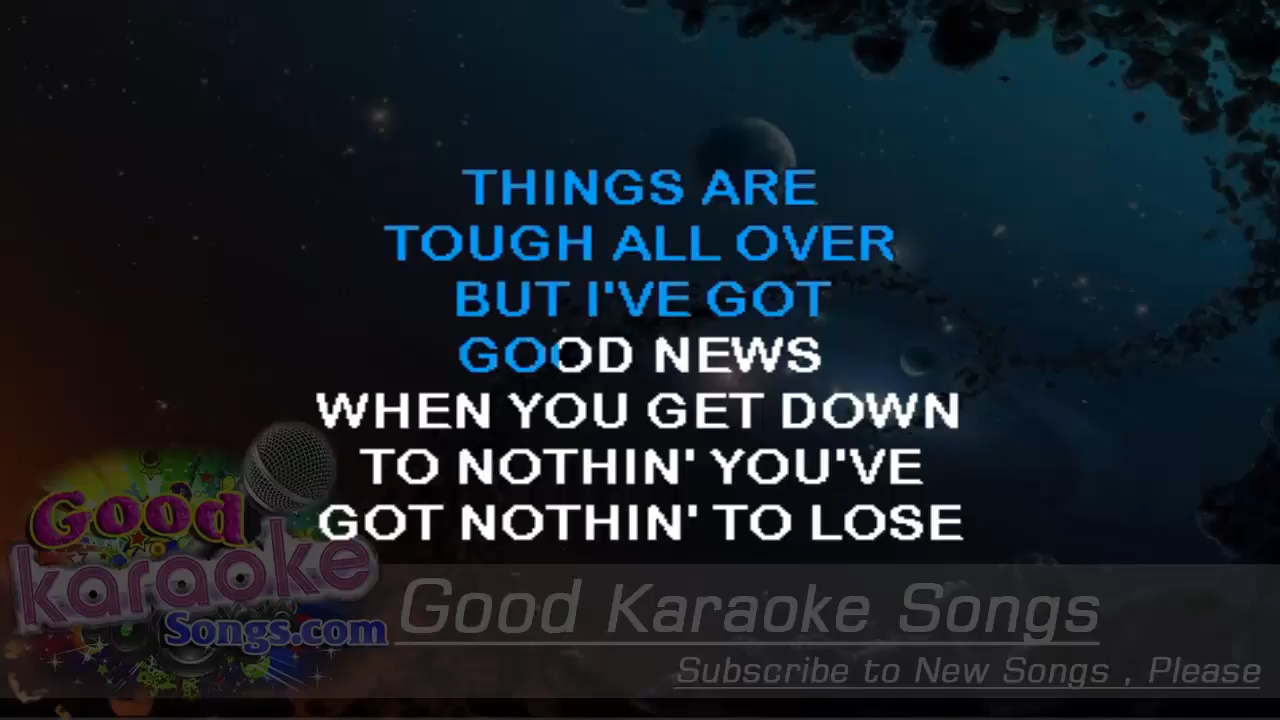 THINGS ARE
TOUGH ALL OVER
BUT I'VE GOT
GOOD NEWS
WHEN YOU GET DOWN
TO NOTHIN' YOU'VE
GOT NOTHIN' TO LOSE
Good
karaoke
Songs.com
Good Karaoke Songs
Subscribe to New Songs , Please